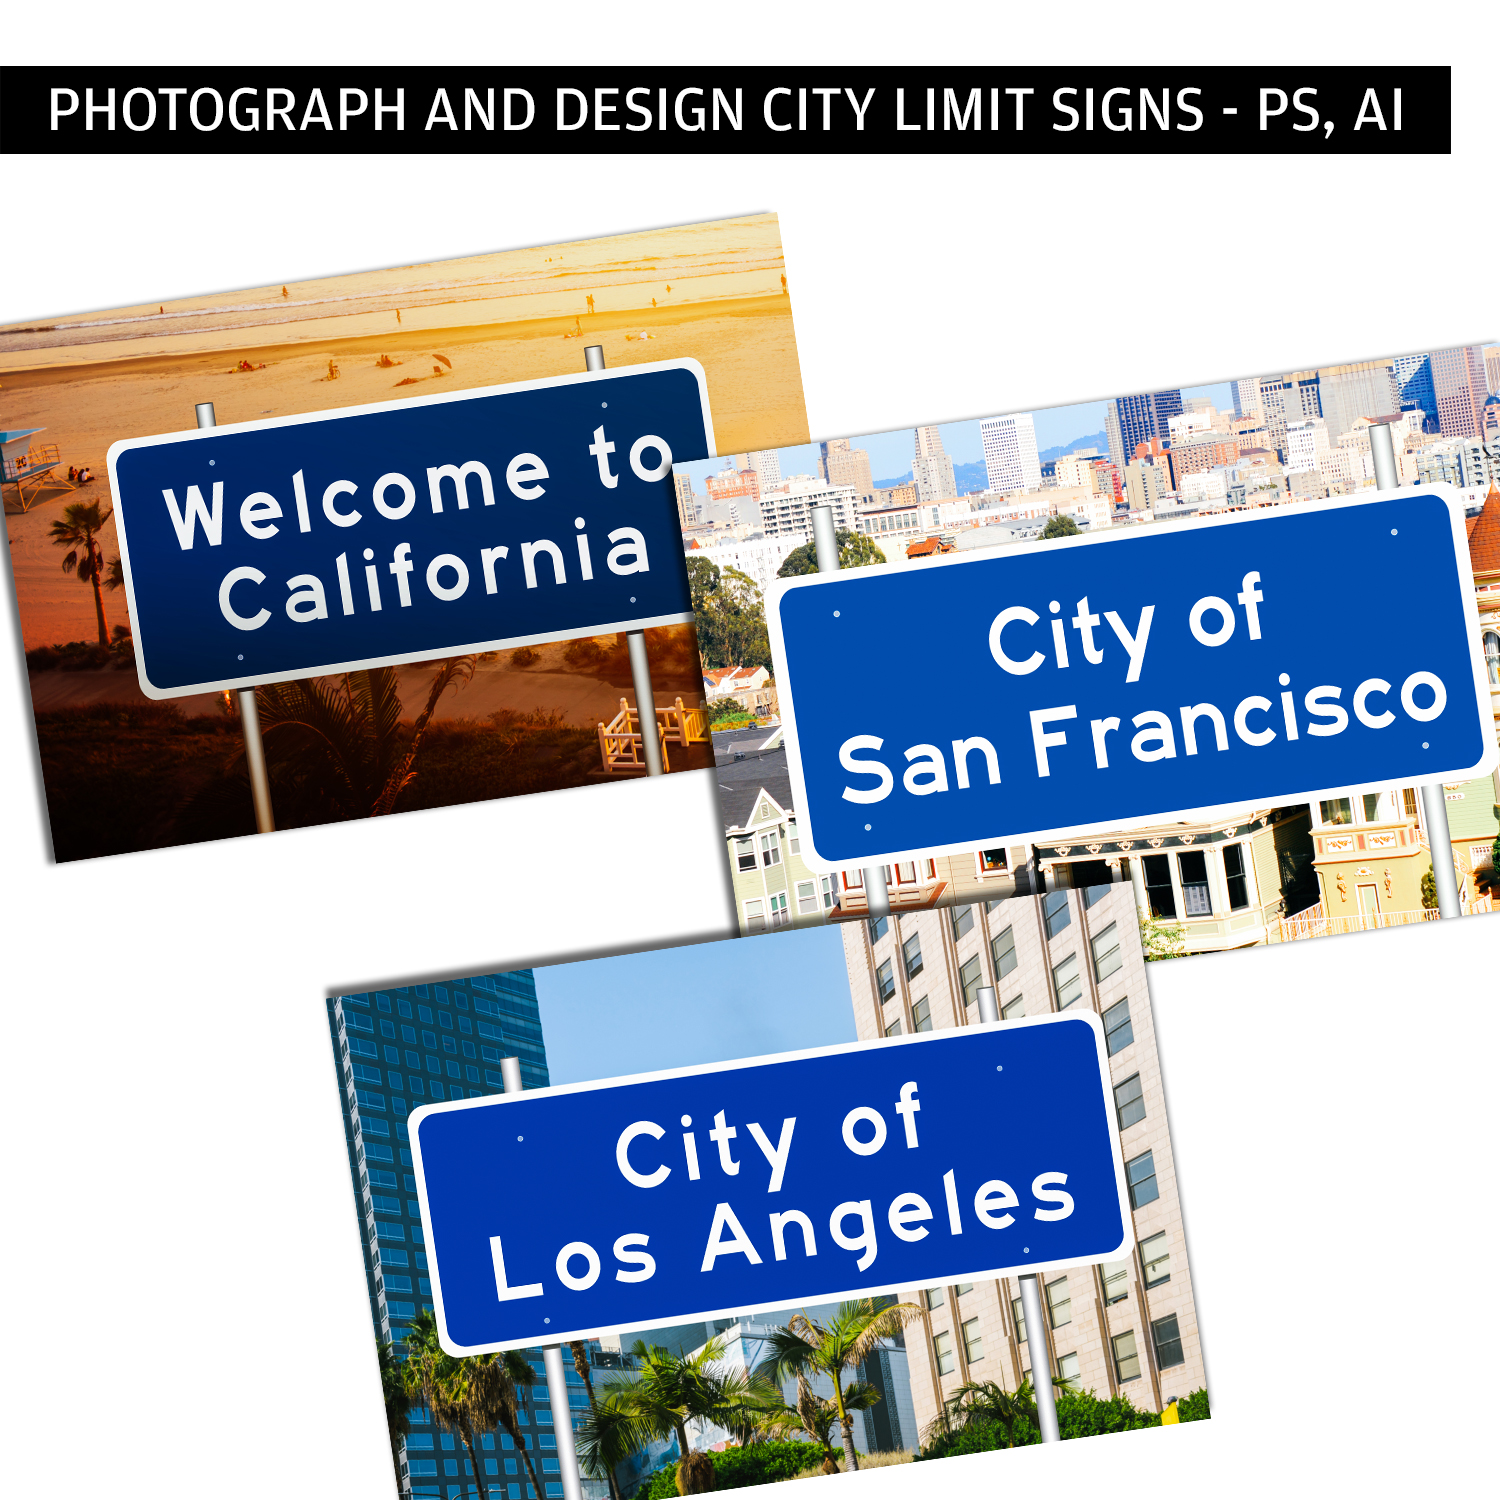 PHOTOGRAPH AND DESIGN CITY LIMIT SIGNS - PS, AI
Welcome to
California
City of
San Francisco
City of
Los Angeles